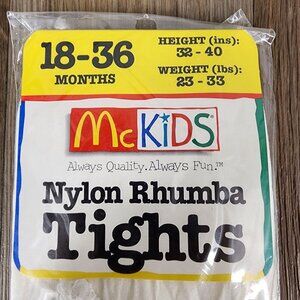 18-36
MONTHS
HEIGHT (ins):
32 - 40
WEIGHT (lbs):
23 - 33
McKiDS
Always Quality. Always Fun.™
Nylon Rhumba
Tights